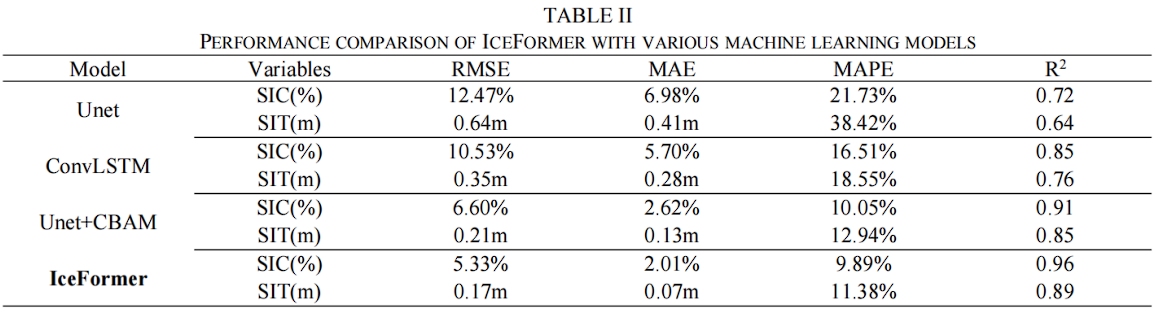 TABLE II
PERFORMANCE COMPARISON OF ICEFORMER WITH VARIOUS MACHINE LEARNING MODELS
Model Variables RMSE MAE MAPE R²
Unet
SIC(%) 12.47% 6.98% 21.73% 0.72
SIT(m) 0.64m 0.41m 38.42% 0.64
ConvLSTM
SIC(%) 10.53% 5.70% 16.51% 0.85
SIT(m) 0.35m 0.28m 18.55% 0.76
Unet+CBAM
SIC(%) 6.60% 2.62% 10.05% 0.91
SIT(m) 0.21m 0.13m 12.94% 0.85
IceFormer
SIC(%) 5.33% 2.01% 9.89% 0.96
SIT(m) 0.17m 0.07m 11.38% 0.89